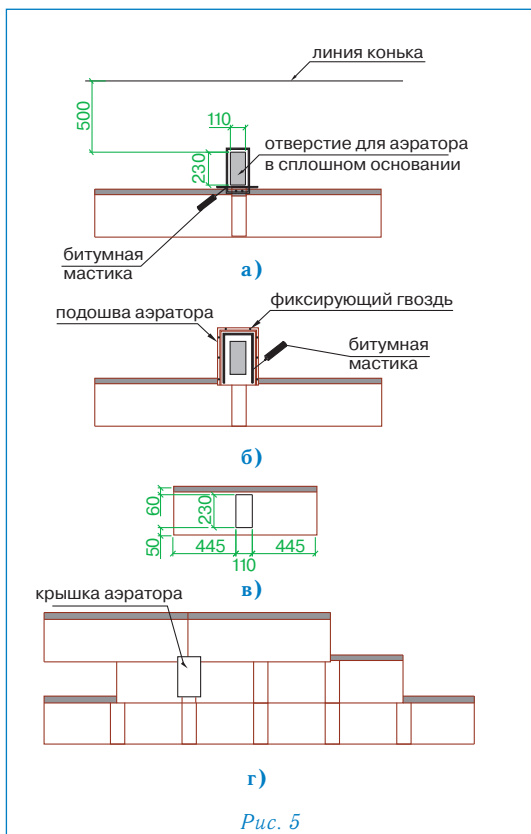 линия конька
500
110
230
отверстие для аэратора
в сплошном основании
битумная
мастика
а)
подошва аэратора
фиксирующий гвоздь
битумная
мастика
б)
60
230
50
445
110
445
в)
крышка аэратора
г)
Рис. 5